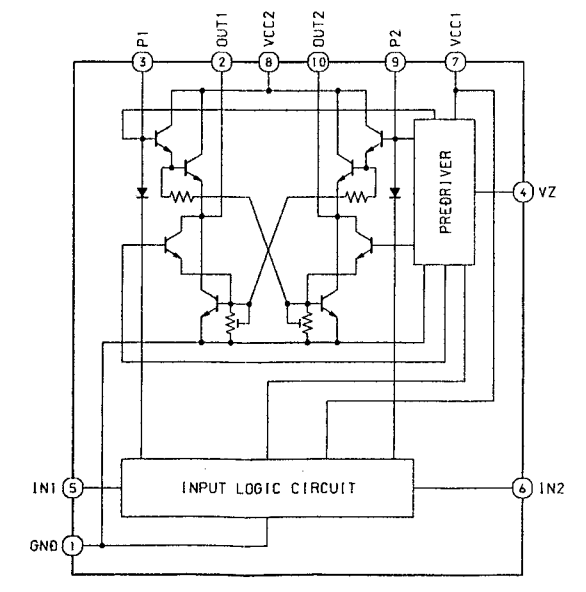 P1 OUT1 VCC2 OUT2 P2 VCC1
3 2 8 10 9 7
PREDRIVER
4 VZ
IN1 5 INPUT LOGIC CIRCUIT 6 IN2
GND 1